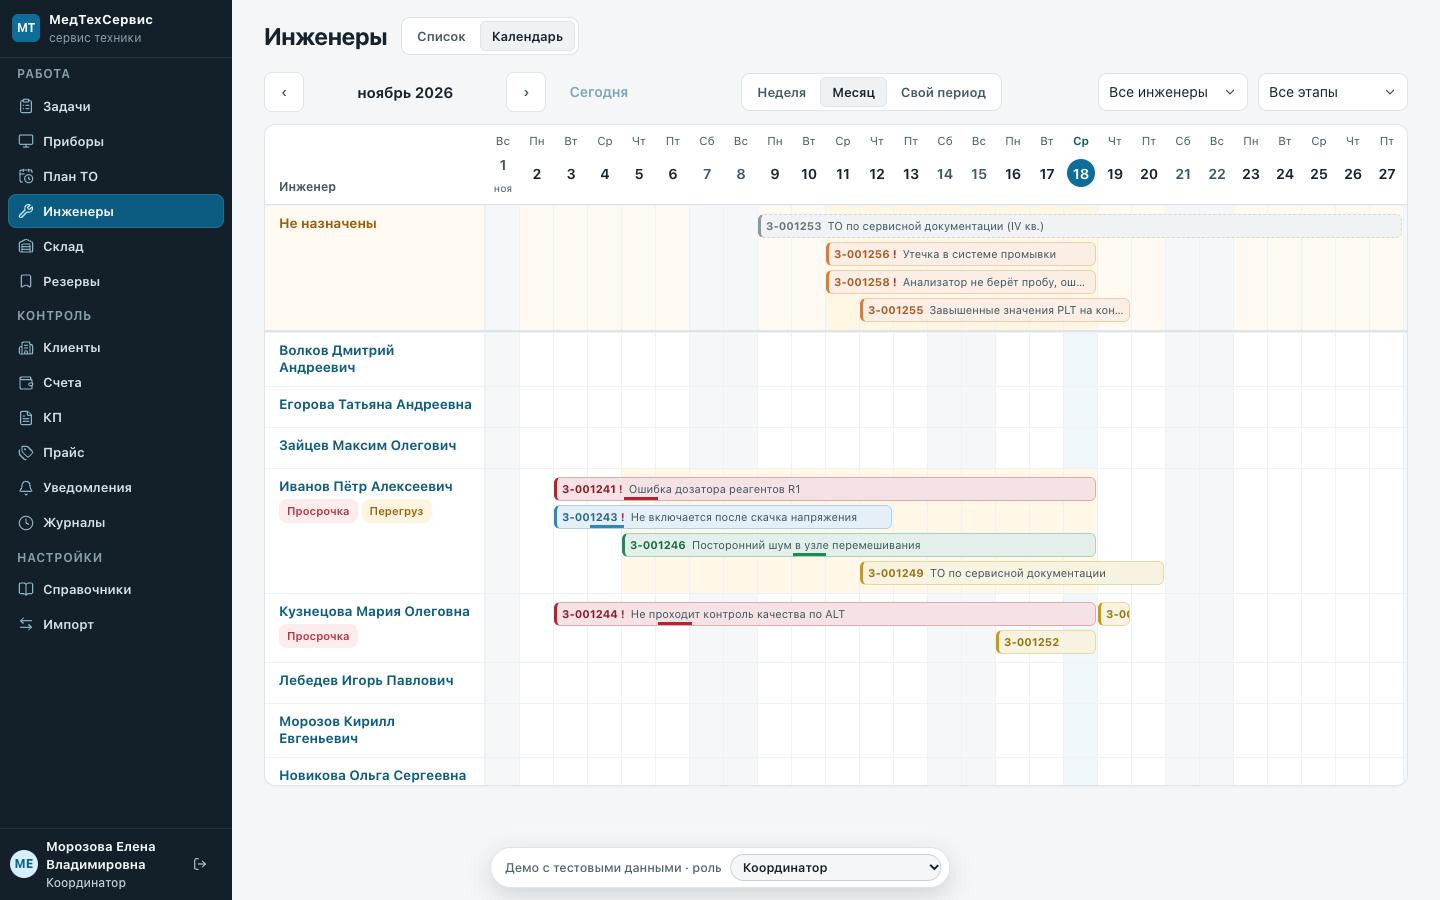 МТ
МедТехСервис
сервис техники
РАБОТА
Задачи
Приборы
План ТО
Инженеры
Склад
Резервы
КОНТРОЛЬ
Клиенты
Счета
КП
Прайс
Уведомления
Журналы
НАСТРОЙКИ
Справочники
Импорт
МЕ
Морозова Елена
Владимировна
Координатор
Инженеры
Список
Календарь
‹
ноябрь 2026
›
Сегодня
Неделя
Месяц
Свой период
Все инженеры
Все этапы
Инженер
Вс Пн Вт Ср Чт Пт Сб Вс Пн Вт Ср Чт Пт Сб Вс Пн Вт Ср Чт Пт Сб Вс Пн Вт Ср Чт Пт
1 2 3 4 5 6 7 8 9 10 11 12 13 14 15 16 17 18 19 20 21 22 23 24 25 26 27
ноя
Не назначены
З-001253 ТО по сервисной документации (IV кв.)
З-001256 ! Утечка в системе промывки
З-001258 ! Анализатор не берёт пробу, ош...
З-001255 Завышенные значения PLT на кон...
Волков Дмитрий
Андреевич
Егорова Татьяна Андреевна
Зайцев Максим Олегович
Иванов Пётр Алексеевич
Просрочка
Перегруз
З-001241 ! Ошибка дозатора реагентов R1
З-001243 ! Не включается после скачка напряжения
З-001246 Посторонний шум в узле перемешивания
З-001249 ТО по сервисной документации
Кузнецова Мария Олеговна
Просрочка
З-001244 ! Не проходит контроль качества по ALT
З-001252
Лебедев Игорь Павлович
Морозов Кирилл
Евгеньевич
Новикова Ольга Сергеевна
Демо с тестовыми данными · роль
Координатор